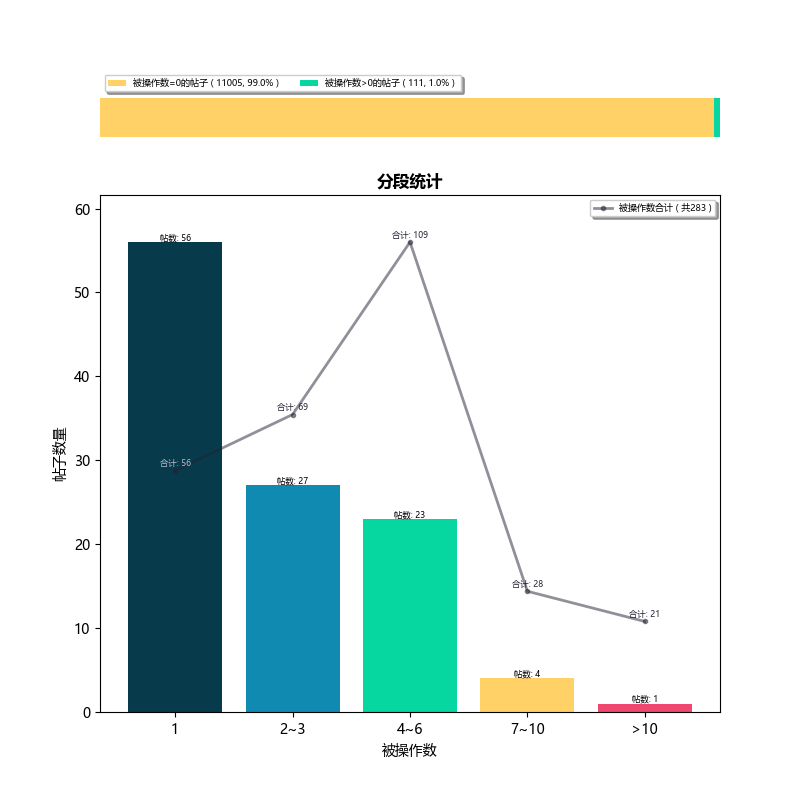 被操作数=0的帖子 ( 11005, 99.0% )
被操作数>0的帖子 ( 111, 1.0% )
分段统计
被操作数合计 ( 共283 )
60
50
40
30
20
10
0
帖子数量
帖数: 56
合计: 56
合计: 69
帖数: 27
合计: 109
帖数: 23
合计: 28
帖数: 4
合计: 21
帖数: 1
1
2~3
4~6
7~10
>10
被操作数